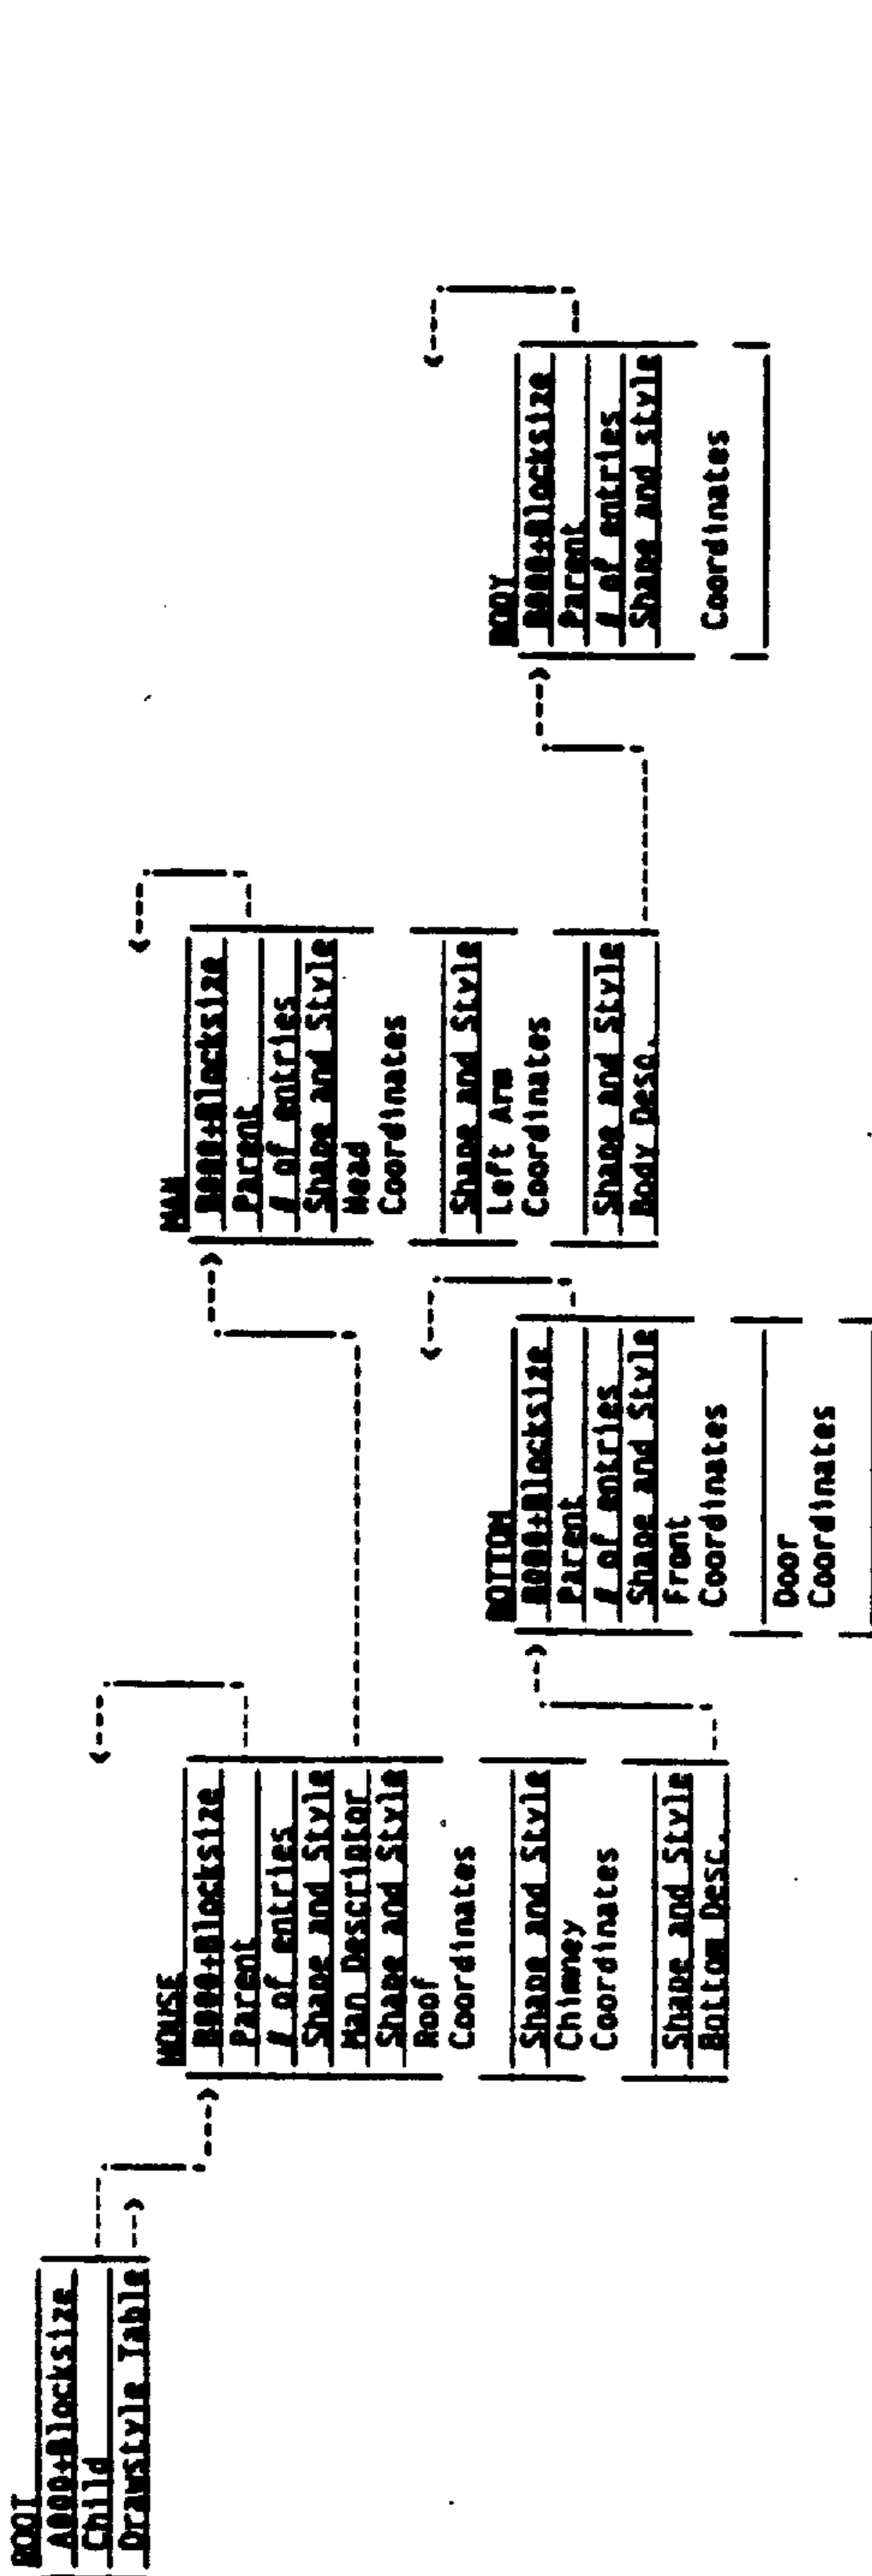 ROOT
A000+Blocksize
Child
Drawstyle Table
HOUSE
B000+Blocksize
Parent
# of entries
Shape and Style
Man Descriptor
Shape and Style
Roof
Coordinates
Shape and Style
Chimney
Coordinates
Shape and Style
Bottom Desc.
BOTTOM
B000+Blocksize
Parent
# of entries
Shape and Style
Front
Coordinates
Door
Coordinates
MAN
B000+Blocksize
Parent
# of entries
Shape and Style
Head
Coordinates
Shape and Style
Left Arm
Coordinates
Shape and Style
Body Desc.
BODY
B000+Blocksize
Parent
# of entries
Shape and style
Coordinates